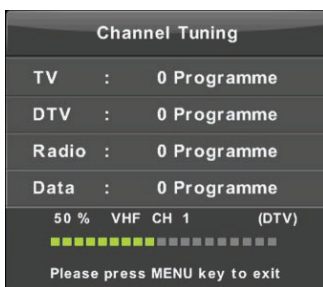 Channel Tuning
TV : 0 Programme
DTV : 0 Programme
Radio : 0 Programme
Data : 0 Programme
50 % VHF CH 1 (DTV)
Please press MENU key to exit